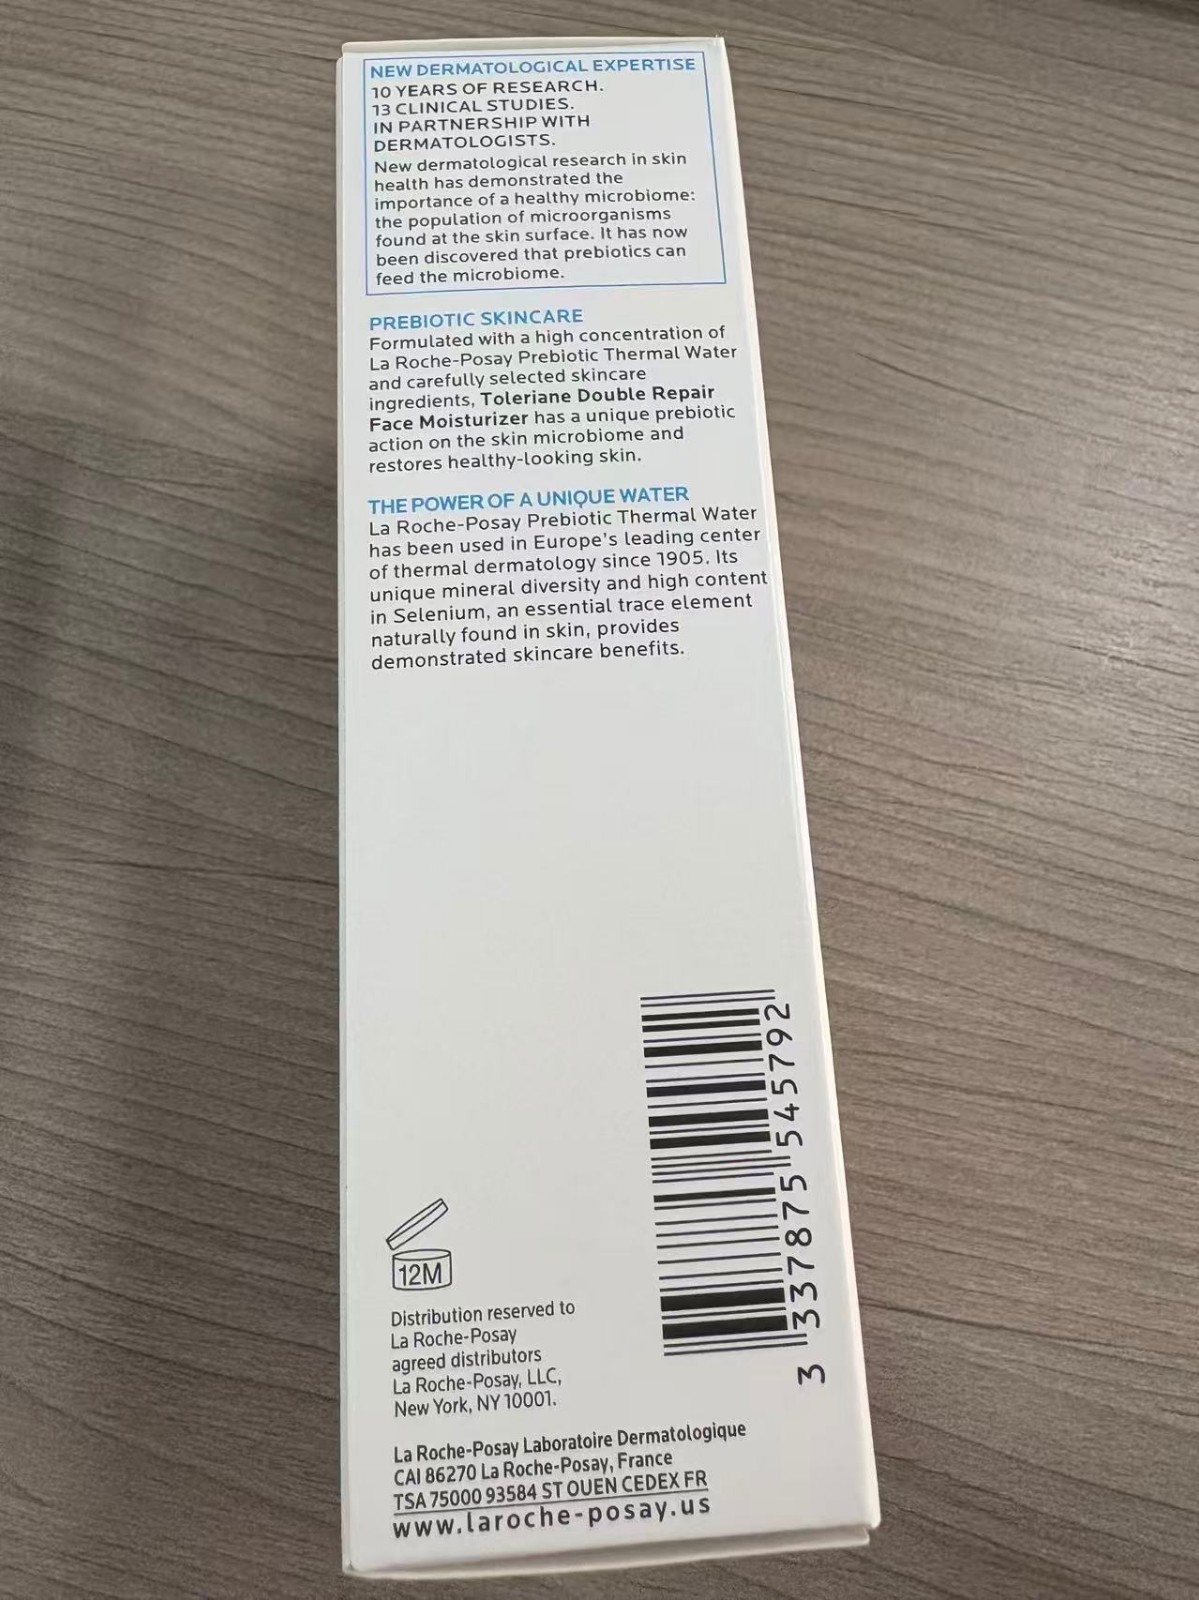 NEW DERMATOLOGICAL EXPERTISE
10 YEARS OF RESEARCH.
13 CLINICAL STUDIES.
IN PARTNERSHIP WITH
DERMATOLOGISTS.
New dermatological research in skin
health has demonstrated the
importance of a healthy microbiome:
the population of microorganisms
found at the skin surface. It has now
been discovered that prebiotics can
feed the microbiome.
PREBIOTIC SKINCARE
Formulated with a high concentration of
La Roche-Posay Prebiotic Thermal Water
and carefully selected skincare
ingredients, Toleriane Double Repair
Face Moisturizer has a unique prebiotic
action on the skin microbiome and
restores healthy-looking skin.
THE POWER OF A UNIQUE WATER
La Roche-Posay Prebiotic Thermal Water
has been used in Europe's leading center
of thermal dermatology since 1905. Its
unique mineral diversity and high content
in Selenium, an essential trace element
naturally found in skin, provides
demonstrated skincare benefits.
3 337875 545792
12M
Distribution reserved to
La Roche-Posay
agreed distributors
La Roche-Posay, LLC,
New York, NY 10001.
La Roche-Posay Laboratoire Dermatologique
CAI 86270 La Roche-Posay, France
TSA 75000 93584 ST OUEN CEDEX FR
www.laroche-posay.us